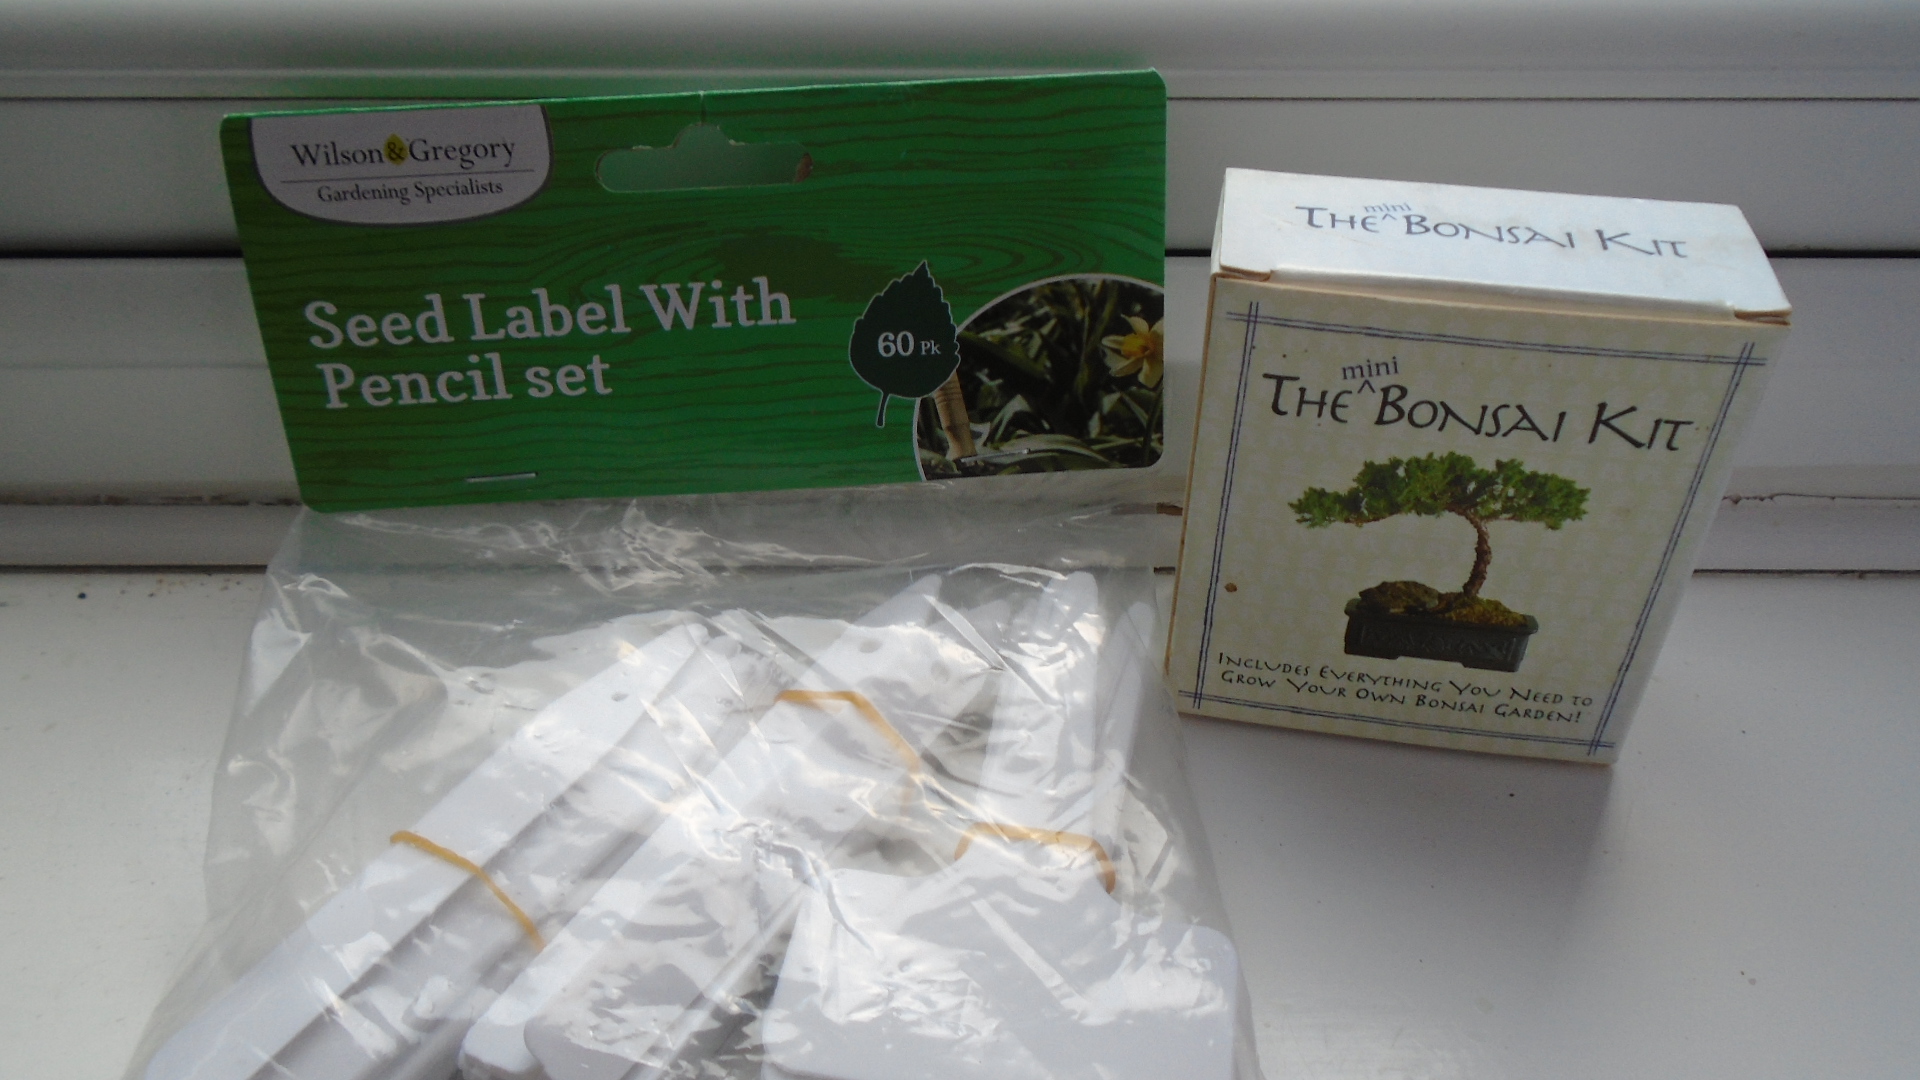 Wilson & Gregory
Gardening Specialists
Seed Label With
Pencil set
60 Pk
mini
THE ^ BONSAI KIT
mini
THE ^ BONSAI KIT
INCLUDES EVERYTHING YOU NEED TO
GROW YOUR OWN BONSAI GARDEN!